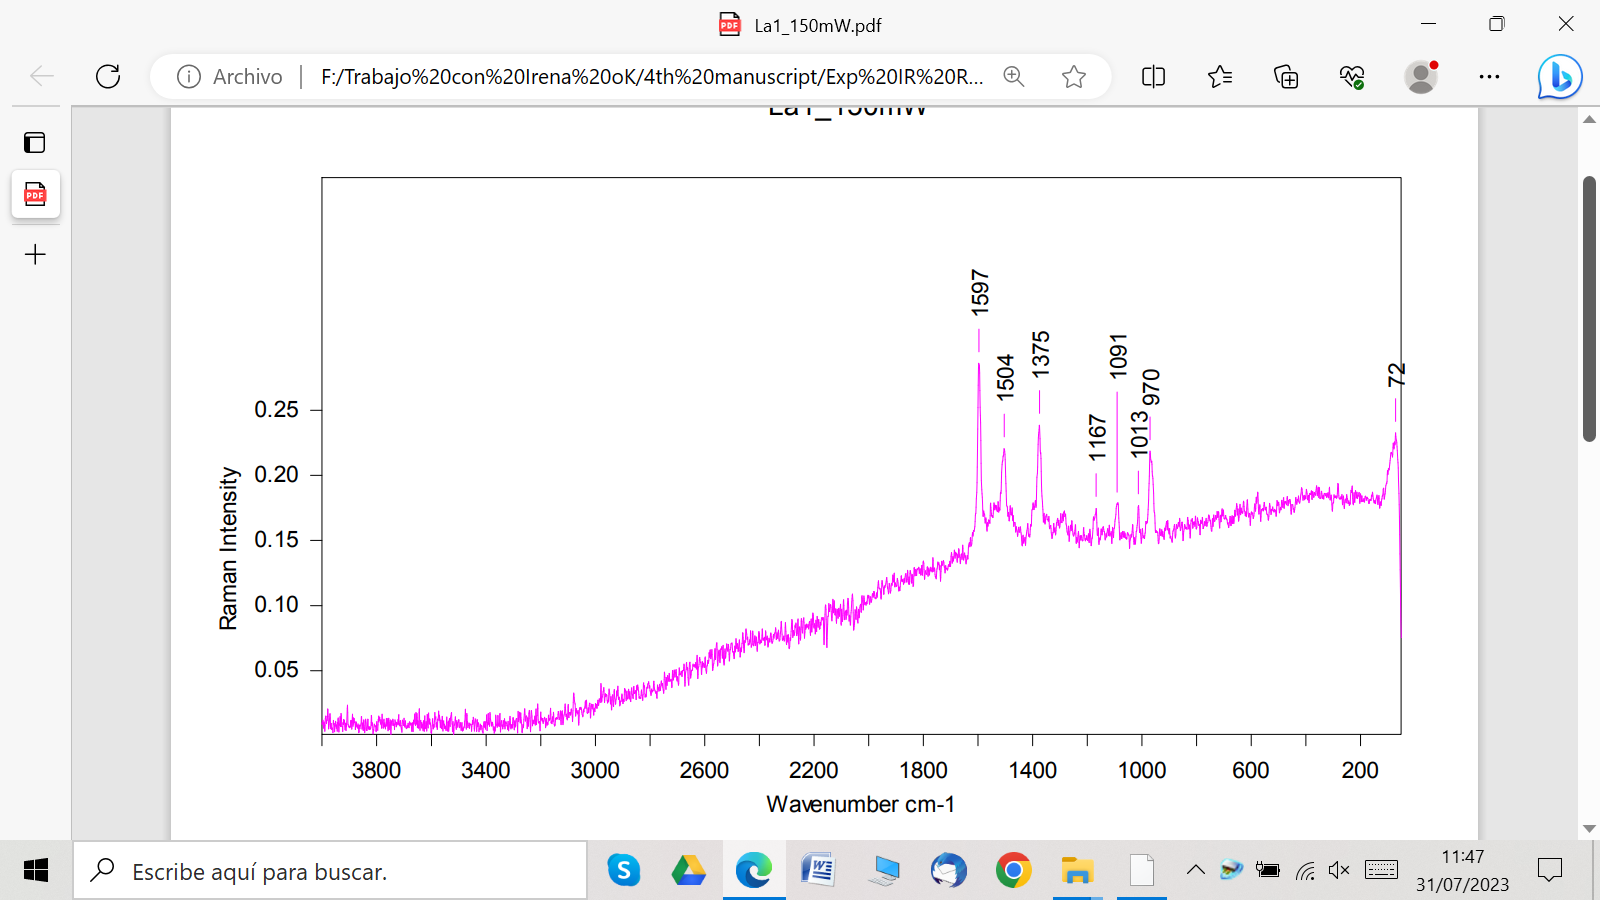 La1_150mW.pdf
Archivo
F:/Trabajo%20con%20Irena%20oK/4th%20manuscript/Exp%20IR%20R...
La1_150mW
1597
1504
1375
1167
1091
1013
970
72
0.25
0.20
0.15
0.10
0.05
Raman Intensity
3800 3400 3000 2600 2200 1800 1400 1000 600 200
Wavenumber cm-1
Escribe aquí para buscar.
11:47
31/07/2023